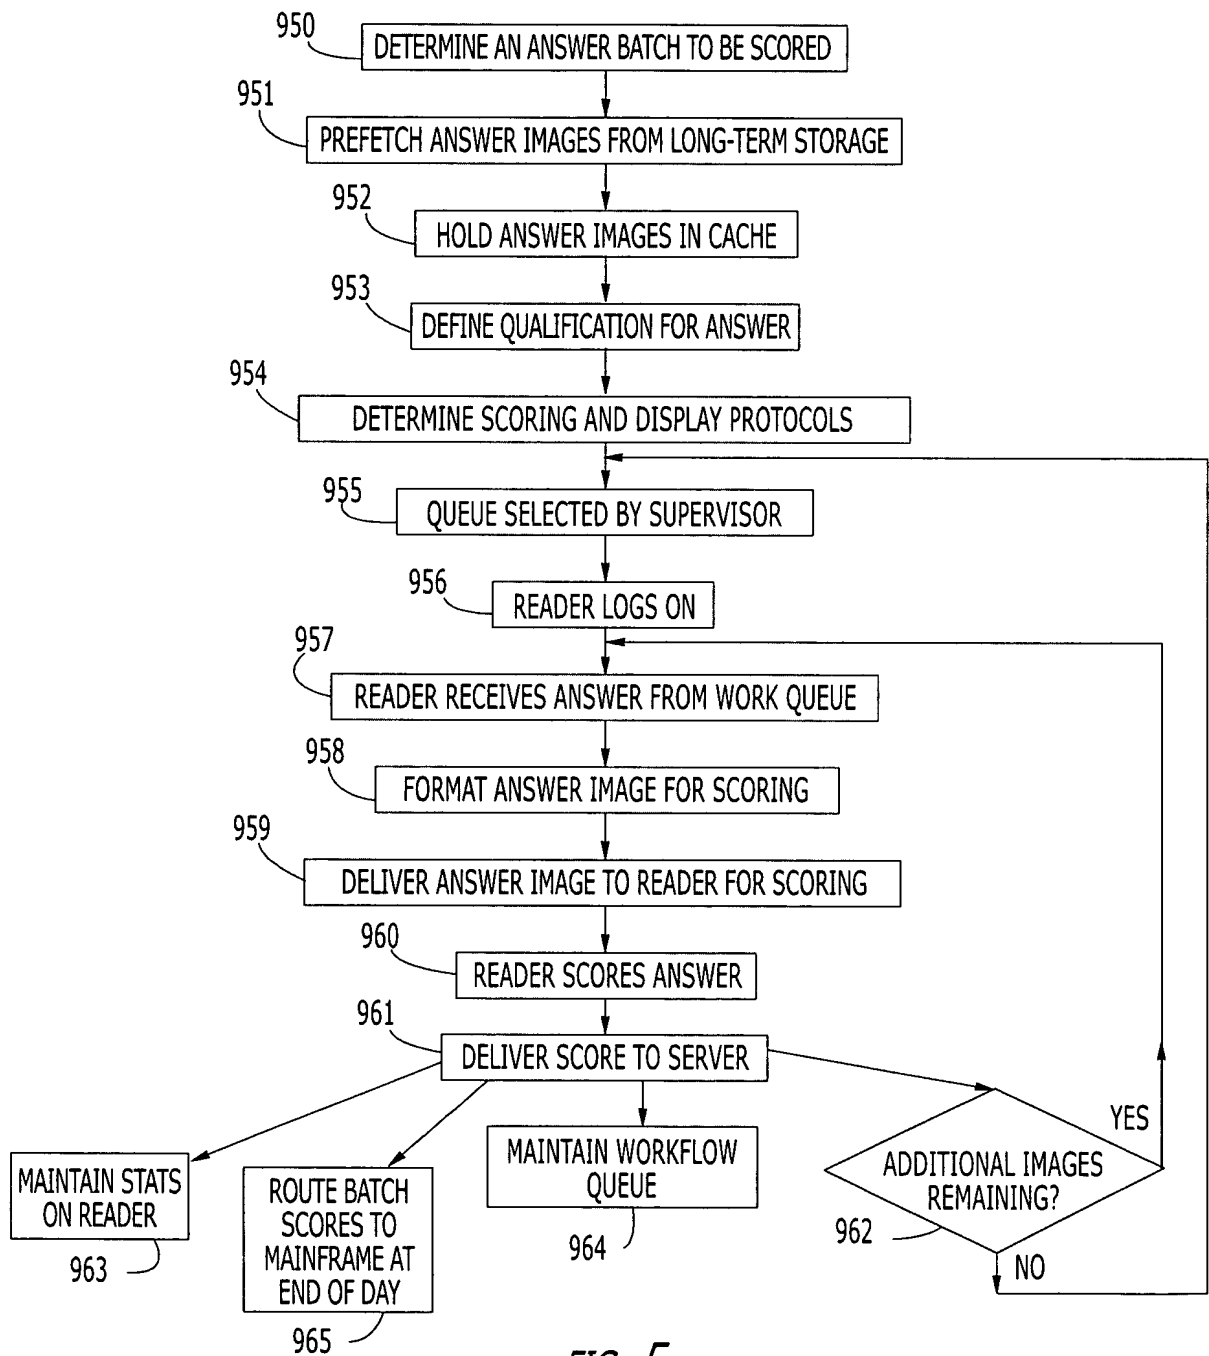 950
DETERMINE AN ANSWER BATCH TO BE SCORED
951
PREFETCH ANSWER IMAGES FROM LONG-TERM STORAGE
952
HOLD ANSWER IMAGES IN CACHE
953
DEFINE QUALIFICATION FOR ANSWER
954
DETERMINE SCORING AND DISPLAY PROTOCOLS
955
QUEUE SELECTED BY SUPERVISOR
956
READER LOGS ON
957
READER RECEIVES ANSWER FROM WORK QUEUE
958
FORMAT ANSWER IMAGE FOR SCORING
959
DELIVER ANSWER IMAGE TO READER FOR SCORING
960
READER SCORES ANSWER
961
DELIVER SCORE TO SERVER
MAINTAIN STATS
ON READER
963
ROUTE BATCH
SCORES TO
MAINFRAME AT
END OF DAY
965
MAINTAIN WORKFLOW
QUEUE
964
YES
ADDITIONAL IMAGES
REMAINING?
962
NO
FIG. 5